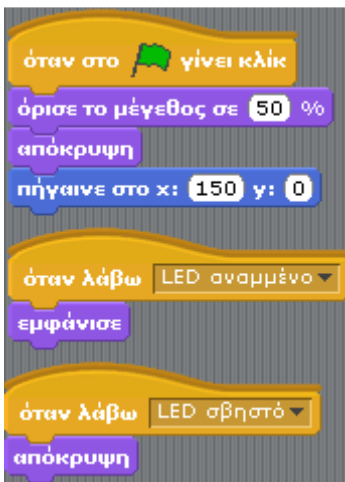 όταν στο γίνει κλίκ
όρισε το μέγεθος σε 50 %
απόκρυψη
πήγαινε στο x: 150 y: 0
όταν λάβω LED αναμμένο
εμφάνισε
όταν λάβω LED σβηστό
απόκρυψη